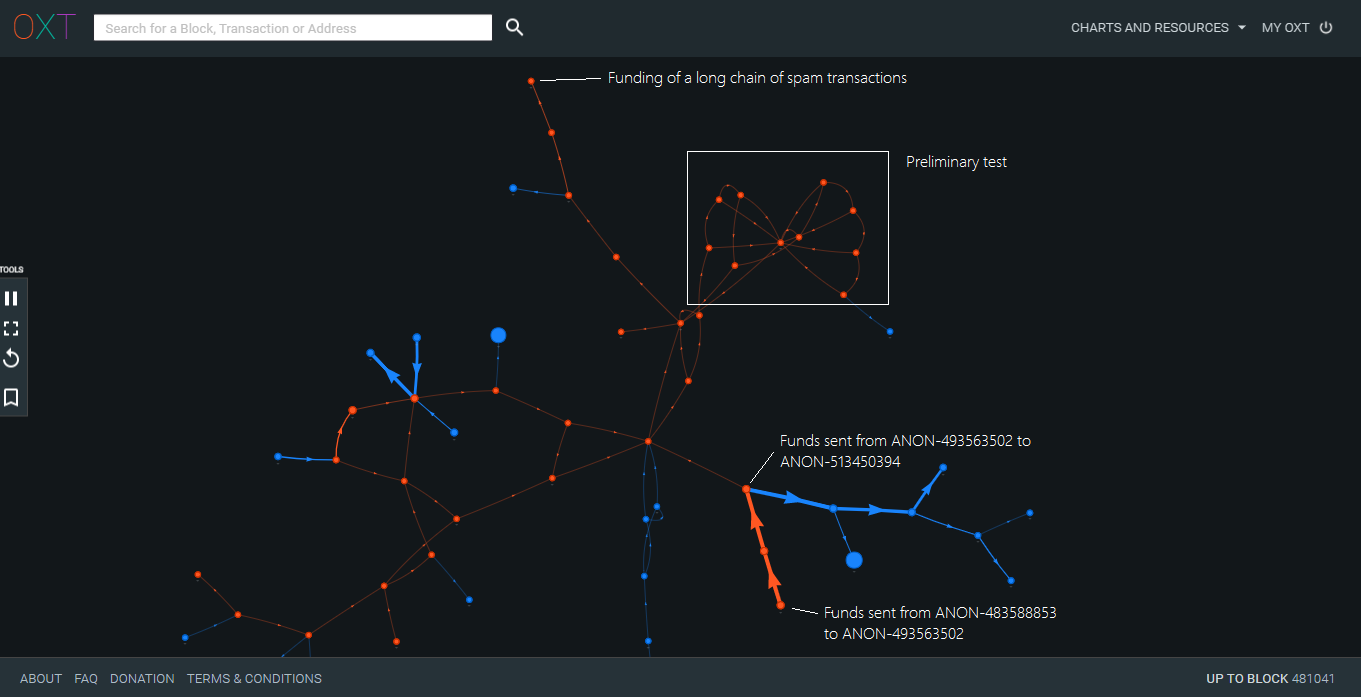 OXT
Search for a Block, Transaction or Address
CHARTS AND RESOURCES
MY OXT
Funding of a long chain of spam transactions
Preliminary test
TOOLS
Funds sent from ANON-493563502 to
ANON-513450394
Funds sent from ANON-483588853
to ANON-493563502
ABOUT
FAQ
DONATION
TERMS & CONDITIONS
UP TO BLOCK 481041